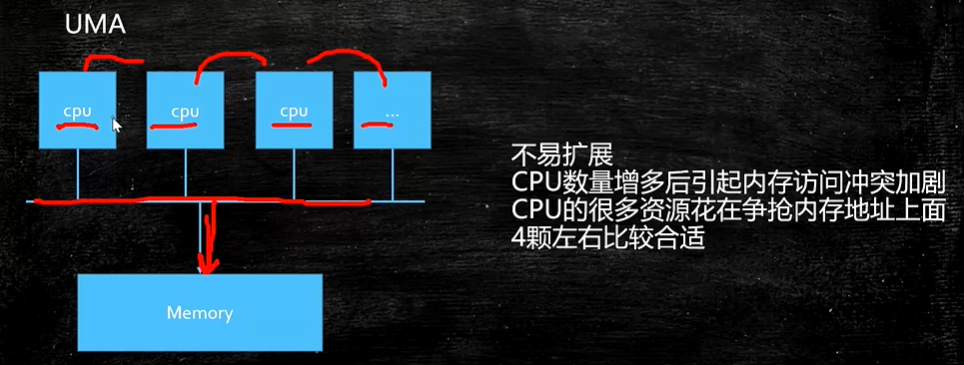 UMA
cpu
cpu
cpu
...
不易扩展
CPU数量增多后引起内存访问冲突加剧
CPU的很多资源花在争抢内存地址上面
4颗左右比较合适
Memory